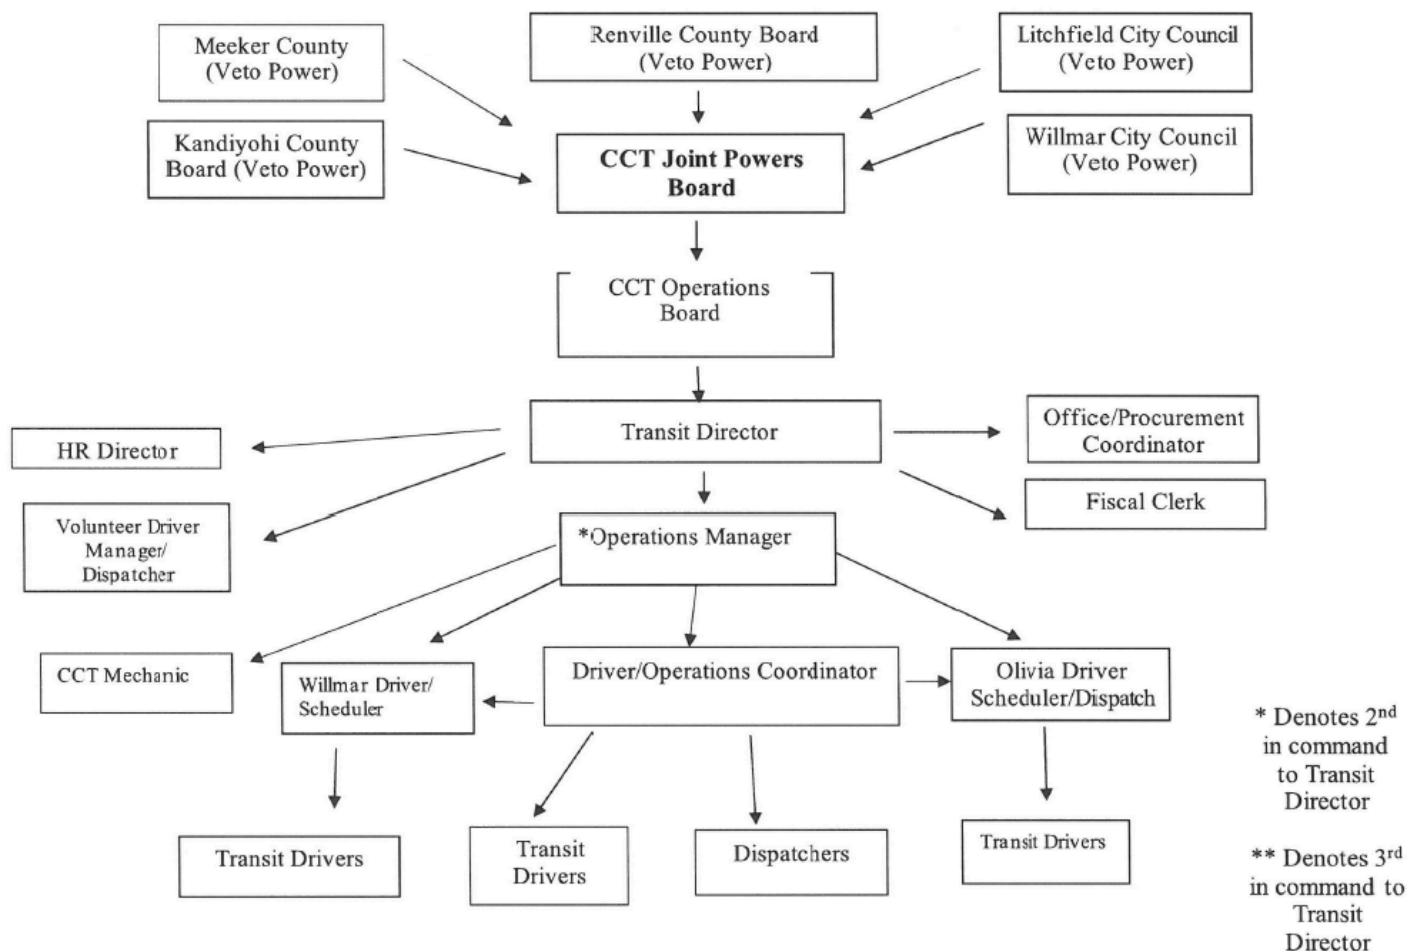 Meeker County
(Veto Power)
Renville County Board
(Veto Power)
Litchfield City Council
(Veto Power)
Kandiyohi County
Board (Veto Power)
CCT Joint Powers
Board
Willmar City Council
(Veto Power)
CCT Operations
Board
Transit Director
Office/Procurement
Coordinator
HR Director
Fiscal Clerk
Volunteer Driver
Manager/
Dispatcher
*Operations Manager
CCT Mechanic
Willmar Driver/
Scheduler
Driver/Operations Coordinator
Olivia Driver
Scheduler/Dispatch
Transit Drivers
Transit
Drivers
Dispatchers
Transit Drivers
* Denotes 2nd
in command
to Transit
Director
** Denotes 3rd
in command to
Transit
Director